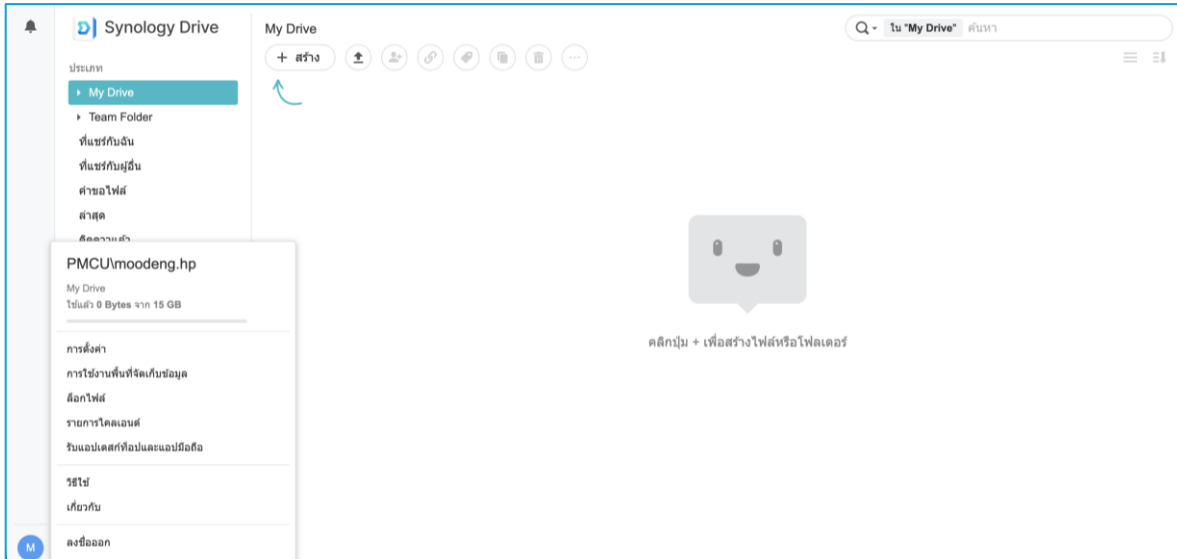 Synology Drive
ประเภท
My Drive
Team Folder
ที่แชร์กับฉัน
ที่แชร์กับผู้อื่น
คำขอไฟล์
ล่าสุด
My Drive
+ สร้าง
ใน "My Drive" ค้นหา
คลิกปุ่ม + เพื่อสร้างไฟล์หรือโฟลเดอร์
PMCU\moodeng.hp
My Drive
ใช้แล้ว 0 Bytes จาก 15 GB
การตั้งค่า
การใช้งานพื้นที่จัดเก็บข้อมูล
ล็อกไฟล์
รายการไคลเอนต์
รับแอปเดสก์ท็อปและแอปมือถือ
วิธีใช้
เกี่ยวกับ
ลงชื่อออก
M